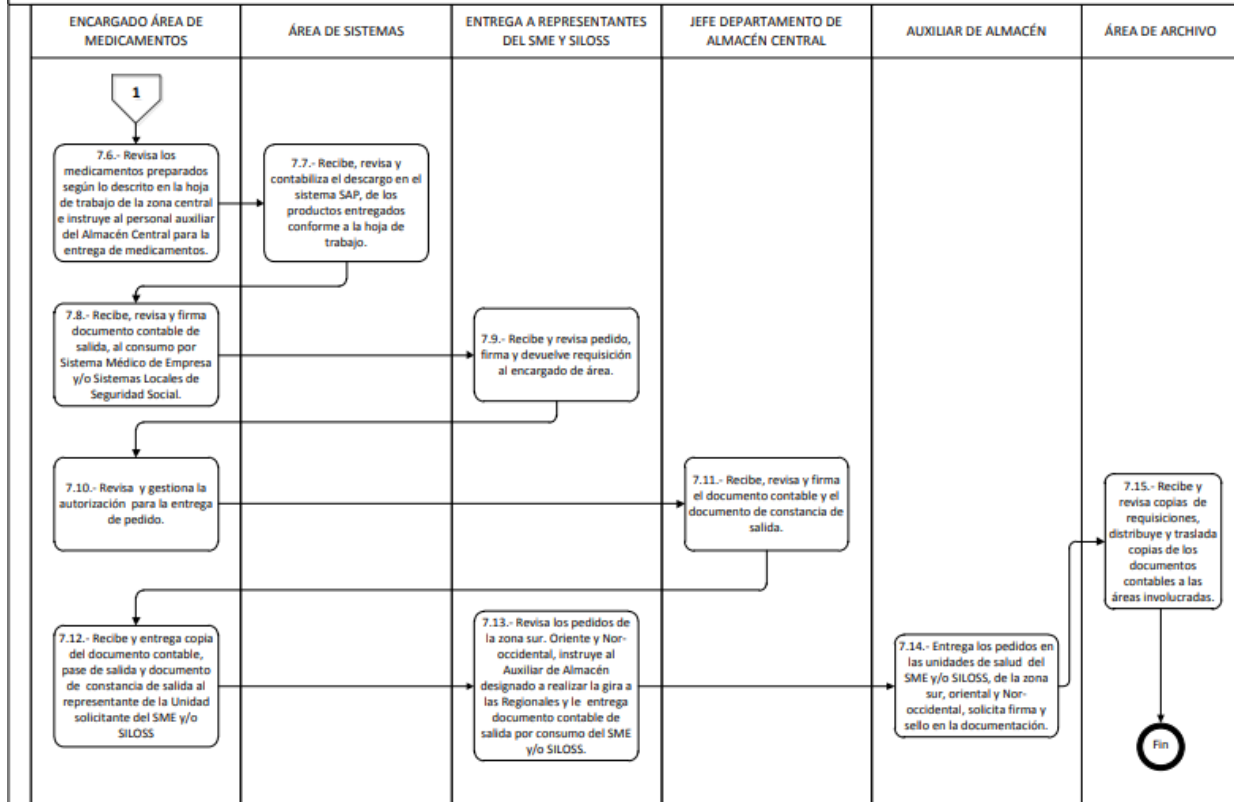 ENCARGADO ÁREA DE
MEDICAMENTOS
ÁREA DE SISTEMAS
ENTREGA A REPRESENTANTES
DEL SME Y SILOSS
JEFE DEPARTAMENTO DE
ALMACÉN CENTRAL
AUXILIAR DE ALMACÉN
ÁREA DE ARCHIVO
1
7.6.- Revisa los
medicamentos preparados
según lo descrito en la hoja
de trabajo de la zona central
e instruye al personal auxiliar
del Almacén Central para la
entrega de medicamentos.
7.7.- Recibe, revisa y
contabiliza el descargo en el
sistema SAP, de los
productos entregados
conforme a la hoja de
trabajo.
7.8.- Recibe, revisa y firma
documento contable de
salida, al consumo por
Sistema Médico de Empresa
y/o Sistemas Locales de
Seguridad Social.
7.9.- Recibe y revisa pedido,
firma y devuelve requisición
al encargado de área.
7.10.- Revisa y gestiona la
autorización para la entrega
de pedido.
7.11.- Recibe, revisa y firma
el documento contable y el
documento de constancia de
salida.
7.12.- Recibe y entrega copia
del documento contable,
pase de salida y documento
de constancia de salida al
representante de la Unidad
solicitante del SME y/o
SILOSS
7.13.- Revisa los pedidos de
la zona sur. Oriente y Nor-
occidental, instruye al
Auxiliar de Almacén
designado a realizar la gira a
las Regionales y le entrega
documento contable de
salida por consumo del SME
y/o SILOSS.
7.14.- Entrega los pedidos en
las unidades de salud del
SME y/o SILOSS, de la zona
sur, oriental y Nor-
occidental, solicita firma y
sello en la documentación.
7.15.- Recibe y
revisa copias de
requisiciones,
distribuye y traslada
copias de los
documentos
contables a las
áreas involucradas.
Fin